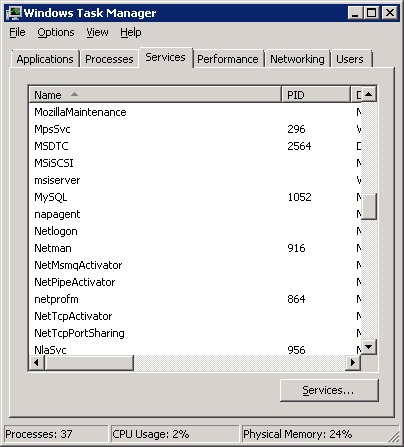 Windows Task Manager
File Options View Help
Applications Processes Services Performance Networking Users
Name PID D
MozillaMaintenance M
MpsSvc 296 W
MSDTC 2564 D
MSiSCSI M
msiserver W
MySQL 1052 M
napagent N
Netlogon N
Netman 916 N
NetMsmqActivator N
NetPipeActivator N
netprofm 864 N
NetTcpActivator N
NetTcpPortSharing N
NlaSvc 956 N
Services...
Processes: 37 CPU Usage: 2% Physical Memory: 24%